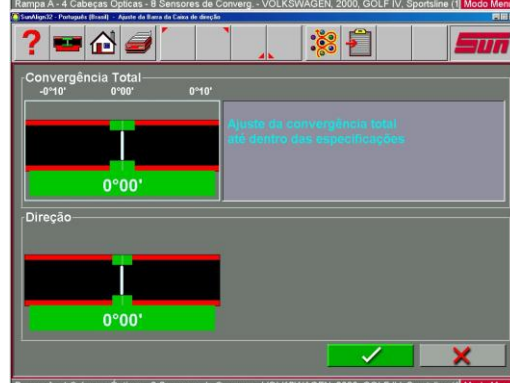 Rampa A - 4 Cabeças Ópticas - 8 Sensores de Converg. - VOLKSWAGEN, 2000, GOLF IV, Sportsline (1 Modo Menu
SunAlign32 - Português (Brasil) - Ajuste da Barra da Caixa de direção
? Sun
Convergência Total
-0°10' 0°00' 0°10'
Ajuste da convergência total
até dentro das especificações
0°00'
Direção
0°00'